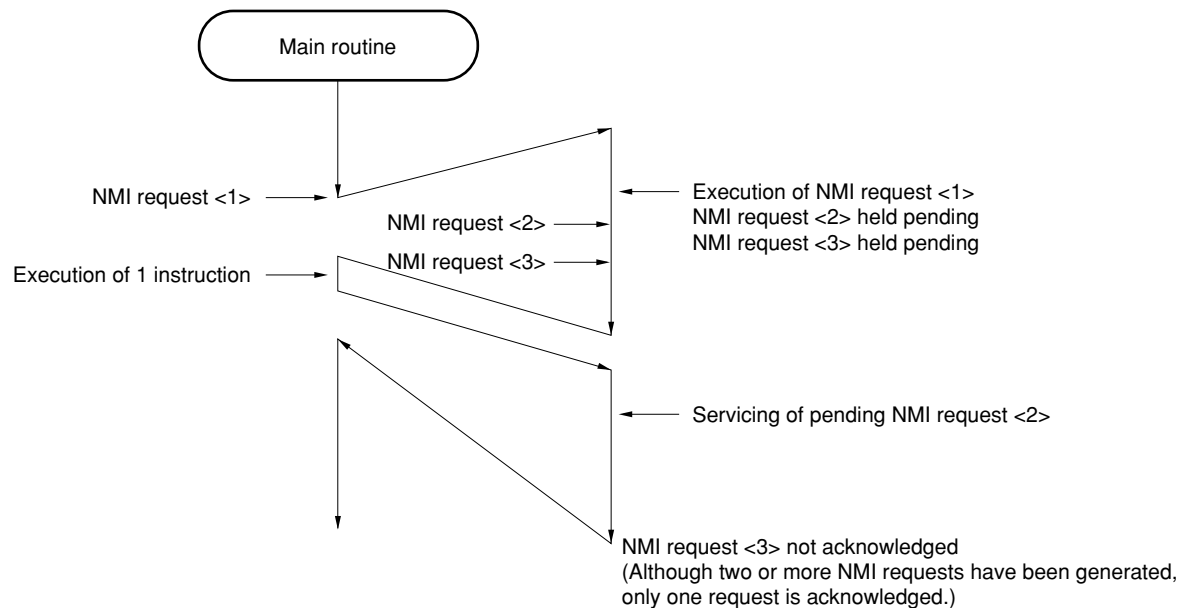 Main routine
NMI request <1>
Execution of NMI request <1>
NMI request <2> held pending
NMI request <3> held pending
NMI request <2>
NMI request <3>
Execution of 1 instruction
Servicing of pending NMI request <2>
NMI request <3> not acknowledged
(Although two or more NMI requests have been generated,
only one request is acknowledged.)